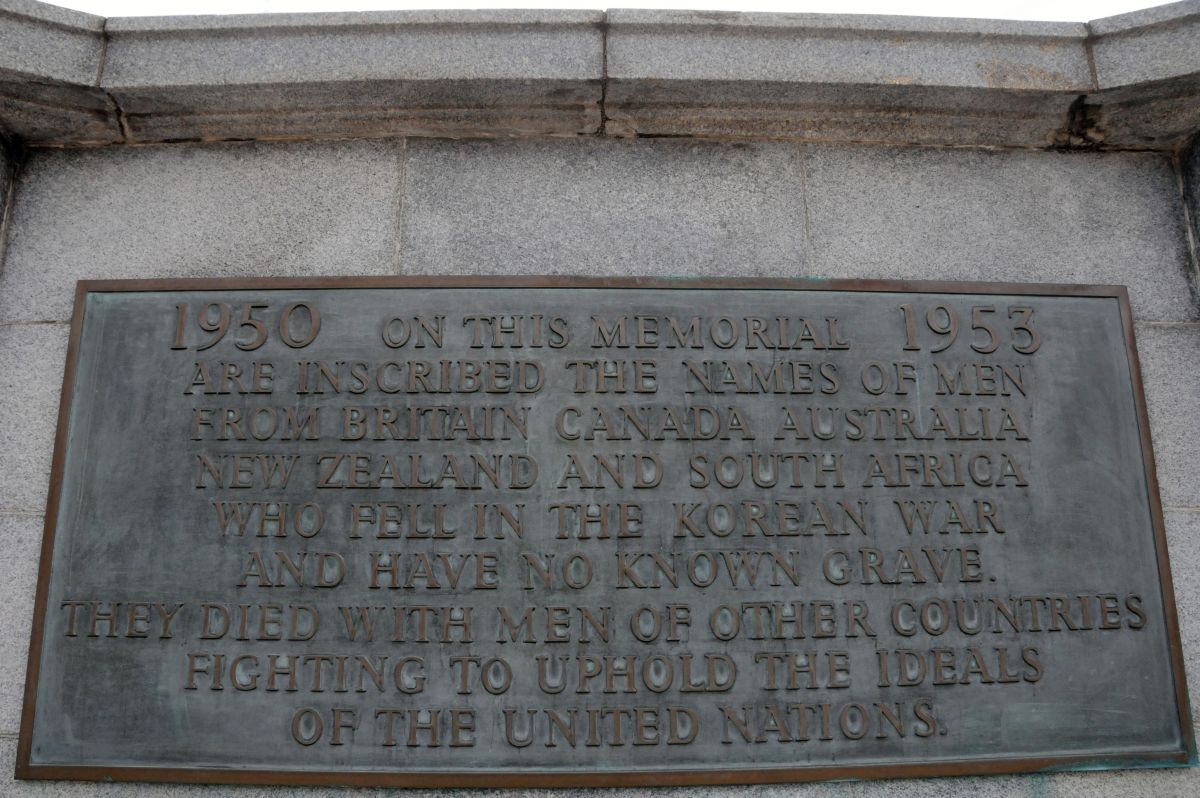 1950 ON THIS MEMORIAL 1953
ARE INSCRIBED THE NAMES OF MEN
FROM BRITAIN CANADA AUSTRALIA
NEW ZEALAND AND SOUTH AFRICA
WHO FELL IN THE KOREAN WAR
AND HAVE NO KNOWN GRAVE.
THEY DIED WITH MEN OF OTHER COUNTRIES
FIGHTING TO UPHOLD THE IDEALS
OF THE UNITED NATIONS.